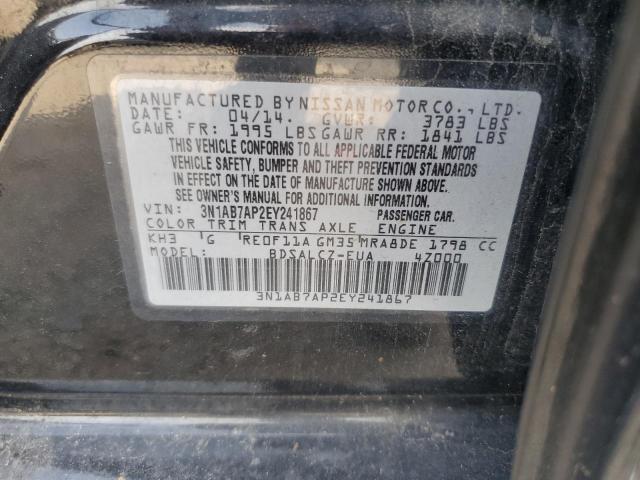 MANUFACTURED BY NISSAN MOTOR CO., LTD.
DATE: 04/14. GVWR: 3783 LBS
GAWR FR: 1995 LBS GAWR RR: 1841 LBS
THIS VEHICLE CONFORMS TO ALL APPLICABLE FEDERAL MOTOR
VEHICLE SAFETY, BUMPER AND THEFT PREVENTION STANDARDS
IN EFFECT ON THE DATE OF MANUFACTURE SHOWN ABOVE.
SEE OWNER'S MANUAL FOR ADDITIONAL INFORMATION.
VIN: 3N1AB7AP2EY241867 PASSENGER CAR.
COLOR TRIM TRANS AXLE ENGINE
KH3 G RE0F11A GM35 MRA8DE 1798 CC
MODEL: BDSALCZ-EUA 4Z000
3N1AB7AP2EY241867